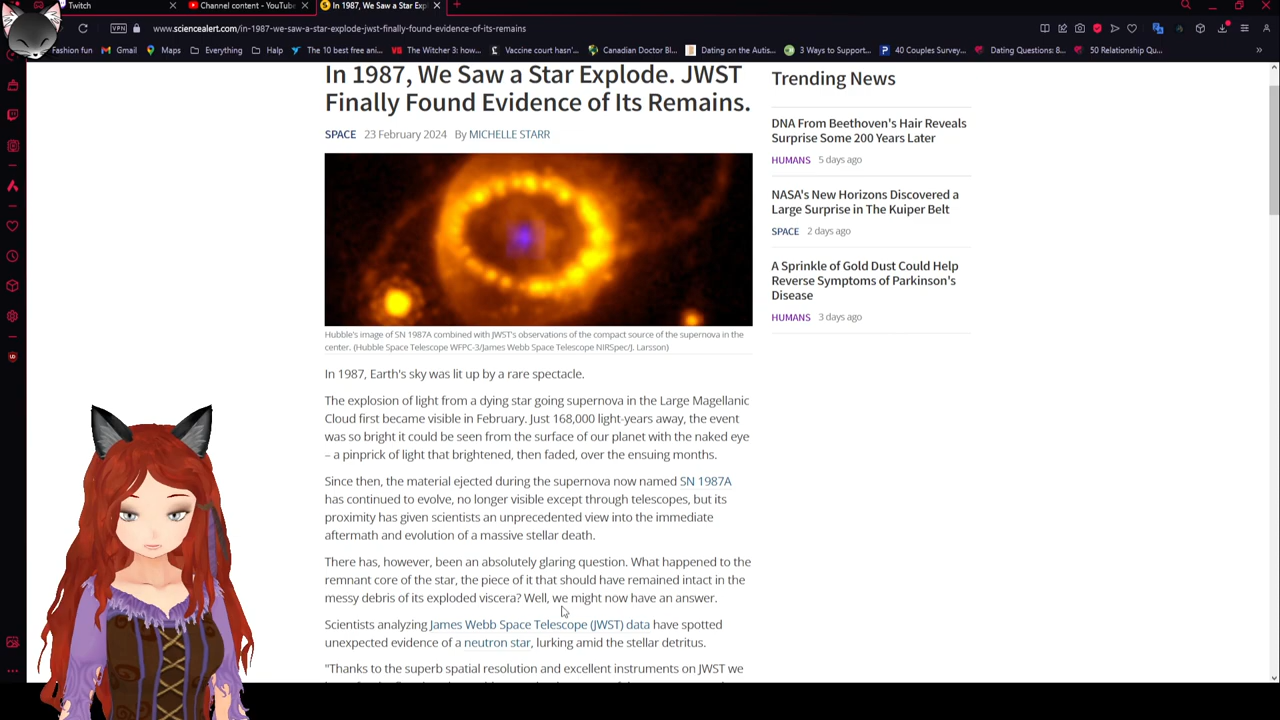 Twitch
Channel content - YouTube
In 1987, We Saw a Star Expl
VPN
www.sciencealert.com/in-1987-we-saw-a-star-explode-jwst-finally-found-evidence-of-its-remains
Fashion fun
Gmail
Maps
Everything
Help
The 10 best free ani...
The Witcher 3: how...
Vaccine court hasn'...
Canadian Doctor Bl...
Dating on the Autis...
3 Ways to Support...
40 Couples Survey...
Dating Questions: 8...
50 Relationship Qu...
In 1987, We Saw a Star Explode. JWST
Finally Found Evidence of Its Remains.
SPACE 23 February 2024 By MICHELLE STARR
Hubble's image of SN 1987A combined with JWST's observations of the compact source of the supernova in the
center. (Hubble Space Telescope WFPC-3/James Webb Space Telescope NIRSpec/J. Larsson)
In 1987, Earth's sky was lit up by a rare spectacle.
The explosion of light from a dying star going supernova in the Large Magellanic
Cloud first became visible in February. Just 168,000 light-years away, the event
was so bright it could be seen from the surface of our planet with the naked eye
– a pinprick of light that brightened, then faded, over the ensuing months.
Since then, the material ejected during the supernova now named SN 1987A
has continued to evolve, no longer visible except through telescopes, but its
proximity has given scientists an unprecedented view into the immediate
aftermath and evolution of a massive stellar death.
There has, however, been an absolutely glaring question. What happened to the
remnant core of the star, the piece of it that should have remained intact in the
messy debris of its exploded viscera? Well, we might now have an answer.
Scientists analyzing James Webb Space Telescope (JWST) data have spotted
unexpected evidence of a neutron star, lurking amid the stellar detritus.
"Thanks to the superb spatial resolution and excellent instruments on JWST we
Trending News
DNA From Beethoven's Hair Reveals
Surprise Some 200 Years Later
HUMANS 5 days ago
NASA's New Horizons Discovered a
Large Surprise in The Kuiper Belt
SPACE 2 days ago
A Sprinkle of Gold Dust Could Help
Reverse Symptoms of Parkinson's
Disease
HUMANS 3 days ago